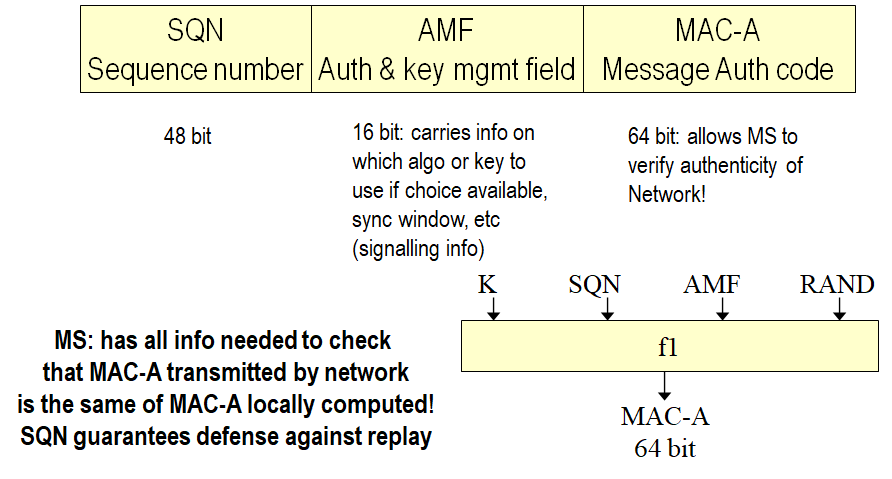 SQN
Sequence number
AMF
Auth & key mgmt field
MAC-A
Message Auth code
48 bit
16 bit: carries info on
which algo or key to
use if choice available,
sync window, etc
(signalling info)
64 bit: allows MS to
verify authenticity of
Network!
K
SQN
AMF
RAND
f1
MAC-A
64 bit
MS: has all info needed to check
that MAC-A transmitted by network
is the same of MAC-A locally computed!
SQN guarantees defense against replay